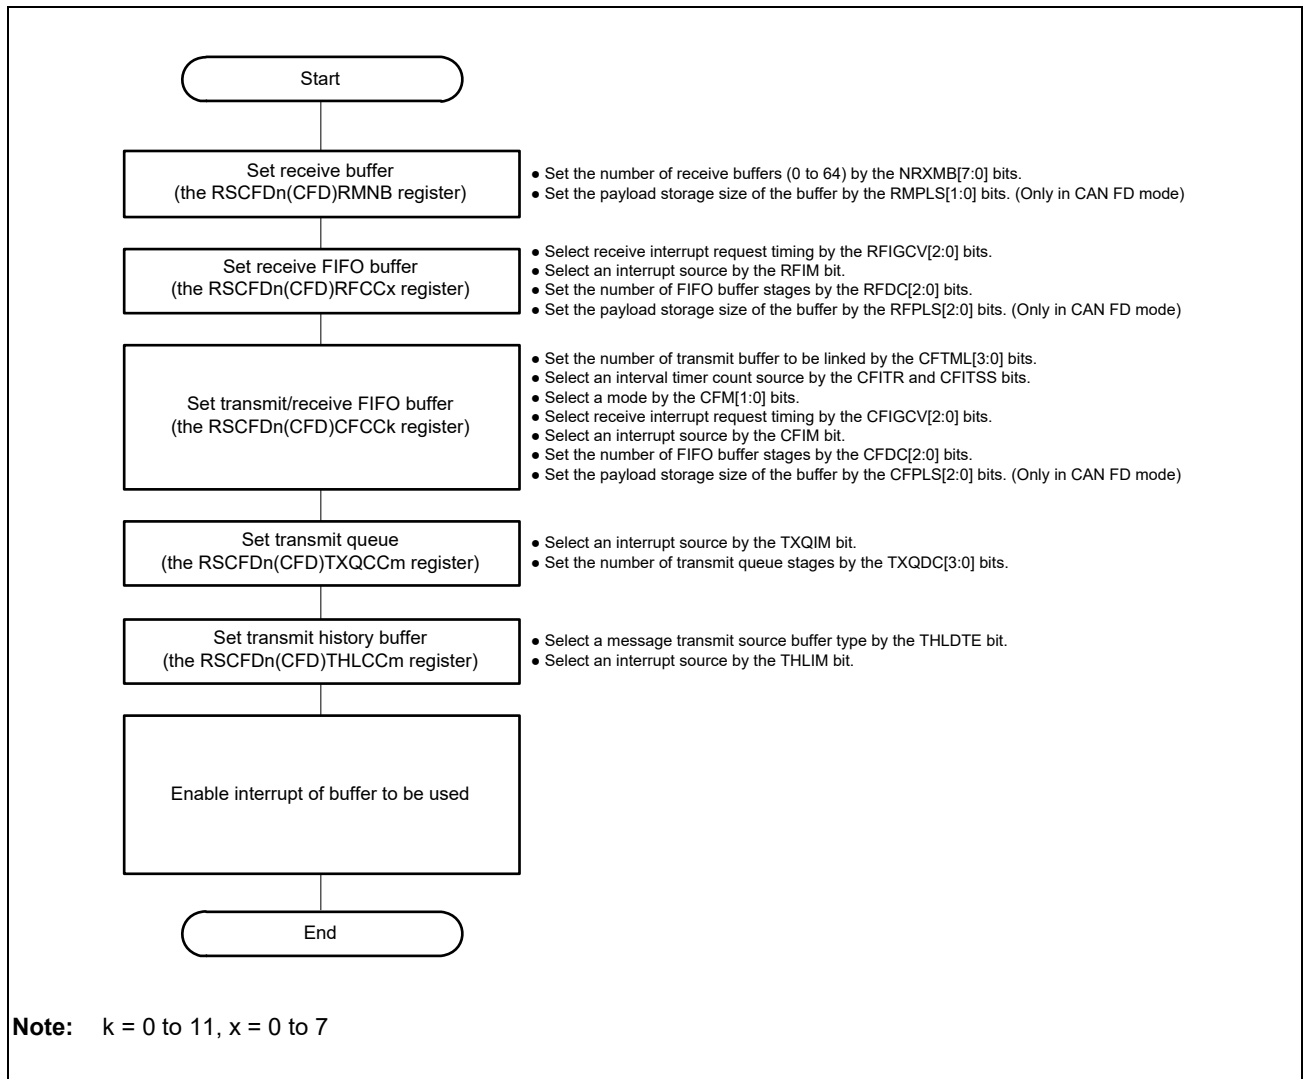 Start
Set receive buffer
(the RSCFDn(CFD)RMNB register)
● Set the number of receive buffers (0 to 64) by the NRXMB[7:0] bits.
● Set the payload storage size of the buffer by the RMPLS[1:0] bits. (Only in CAN FD mode)
Set receive FIFO buffer
(the RSCFDn(CFD)RFCCx register)
● Select receive interrupt request timing by the RFIGCV[2:0] bits.
● Select an interrupt source by the RFIM bit.
● Set the number of FIFO buffer stages by the RFDC[2:0] bits.
● Set the payload storage size of the buffer by the RFPLS[2:0] bits. (Only in CAN FD mode)
Set transmit/receive FIFO buffer
(the RSCFDn(CFD)CFCCk register)
● Set the number of transmit buffer to be linked by the CFTML[3:0] bits.
● Select an interval timer count source by the CFITR and CFITSS bits.
● Select a mode by the CFM[1:0] bits.
● Select receive interrupt request timing by the CFIGCV[2:0] bits.
● Select an interrupt source by the CFIM bit.
● Set the number of FIFO buffer stages by the CFDC[2:0] bits.
● Set the payload storage size of the buffer by the CFPLS[2:0] bits. (Only in CAN FD mode)
Set transmit queue
(the RSCFDn(CFD)TXQCCm register)
● Select an interrupt source by the TXQIM bit.
● Set the number of transmit queue stages by the TXQDC[3:0] bits.
Set transmit history buffer
(the RSCFDn(CFD)THLCCm register)
● Select a message transmit source buffer type by the THLDTE bit.
● Select an interrupt source by the THLIM bit.
Enable interrupt of buffer to be used
End
Note: k = 0 to 11, x = 0 to 7